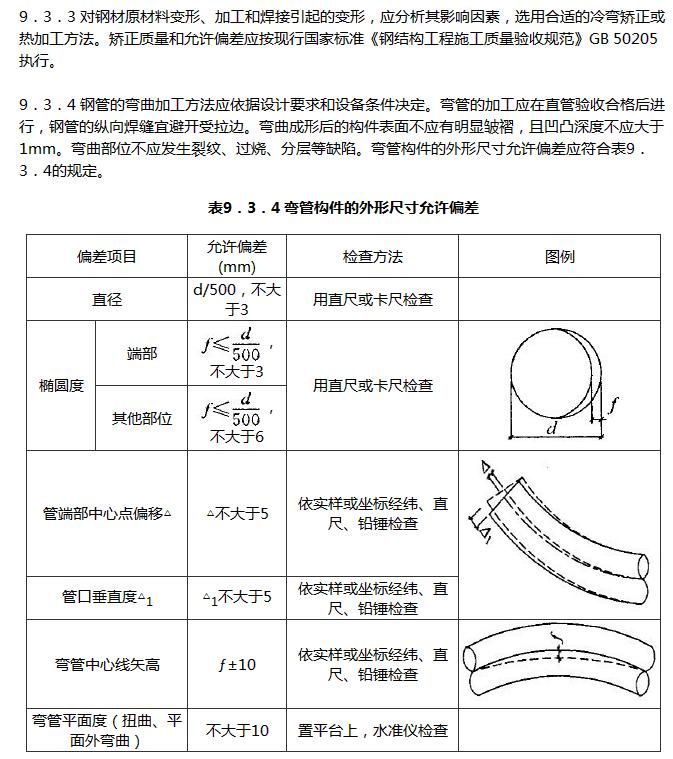 9．3．3 对钢材原材料变形、加工和焊接引起的变形，应分析其影响因素，选用合适的冷弯矫正或
热加工方法。矫正质量和允许偏差应按现行国家标准《钢结构工程施工质量验收规范》GB 50205
执行。
9．3．4 钢管的弯曲加工方法应依据设计要求和设备条件决定。弯管的加工应在直管验收合格后进
行，钢管的纵向焊缝宜避开受拉边。弯曲成形后的构件表面不应有明显皱褶，且凹凸深度不应大于
1mm。弯曲部位不应发生裂纹、过烧、分层等缺陷。弯管构件的外形尺寸允许偏差应符合表9．
3．4的规定。
表9．3．4 弯管构件的外形尺寸允许偏差
偏差项目 允许偏差 检查方法 图例
(mm)
直径 d/500，不大 用直尺或卡尺检查
于3
椭圆度 端部 f≤d/500，
不大于3
用直尺或卡尺检查
其他部位 f≤d/500，
不大于6
d f
管端部中心点偏移△ △不大于5 依实样或坐标经纬、直
尺、铅锤检查
△
△1
管口垂直度△1 △1不大于5 依实样或坐标经纬、直
尺、铅锤检查
弯管中心线矢高 ƒ±10 依实样或坐标经纬、直
尺、铅锤检查
f
弯管平面度（扭曲、平 不大于10 置平台上，水准仪检查
面外弯曲）